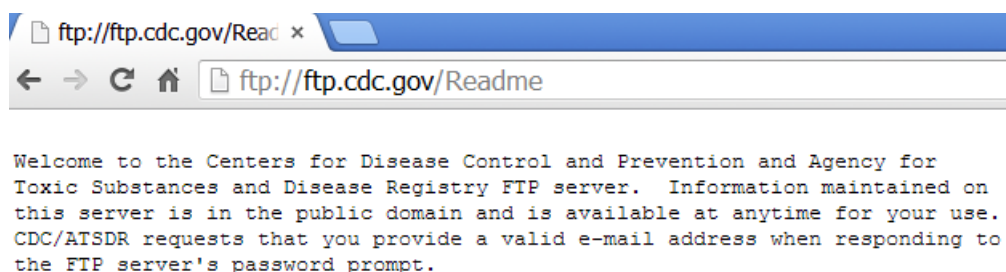 ftp://ftp.cdc.gov/Read ×
ftp://ftp.cdc.gov/Readme
Welcome to the Centers for Disease Control and Prevention and Agency for
Toxic Substances and Disease Registry FTP server.  Information maintained on
this server is in the public domain and is available at anytime for your use.
CDC/ATSDR requests that you provide a valid e-mail address when responding to
the FTP server's password prompt.